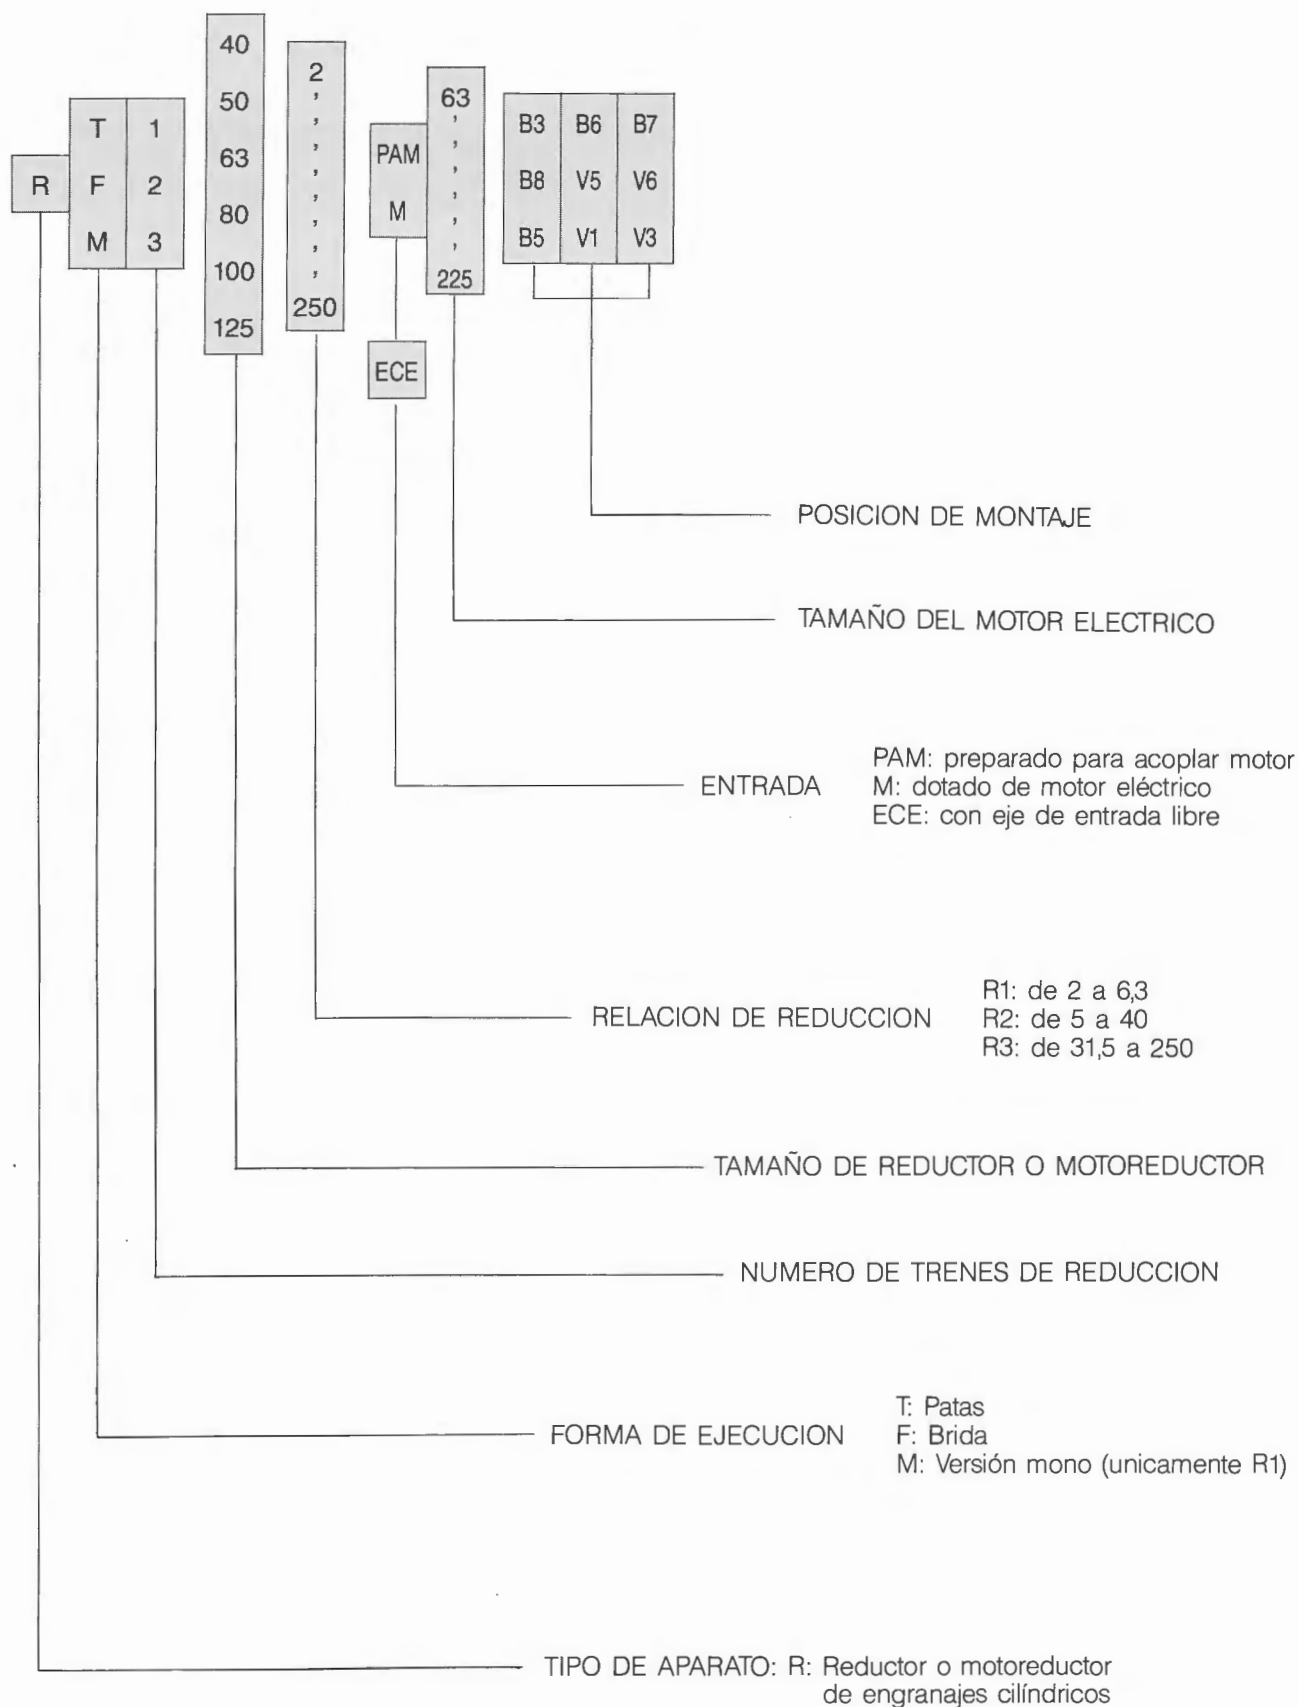 R
T
F
M
1
2
3
40
50
63
80
100
125
2
,
,
,
,
,
,
,
,
250
PAM
M
ECE
63
,
,
,
,
,
,
225
B3 B6 B7
B8 V5 V6
B5 V1 V3
POSICION DE MONTAJE
TAMAÑO DEL MOTOR ELECTRICO
ENTRADA
PAM: preparado para acoplar motor
M: dotado de motor eléctrico
ECE: con eje de entrada libre
RELACION DE REDUCCION
R1: de 2 a 6,3
R2: de 5 a 40
R3: de 31,5 a 250
TAMAÑO DE REDUCTOR O MOTOREDUCTOR
NUMERO DE TRENES DE REDUCCION
FORMA DE EJECUCION
T: Patas
F: Brida
M: Versión mono (unicamente R1)
TIPO DE APARATO: R: Reductor o motoreductor
de engranajes cilíndricos